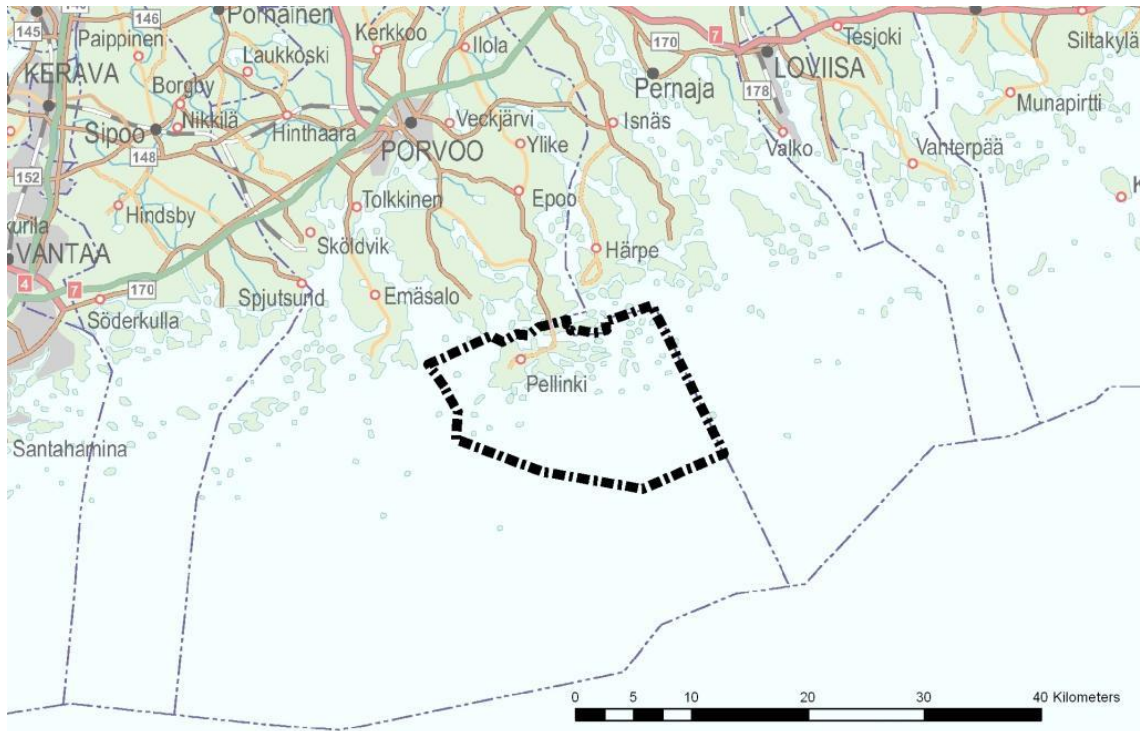 145
146
Paippinen
Pornainen
Laukkoski
Kerkkoo
Ilola
170
7
Tesjoki
Siltakylä
KERAVA
Borgby
Nikkilä
Sipoo
Hinthaara
148
152
Hindsby
VANTAA
4
7
170
Söderkulla
Spjutsund
Sköldvik
Tolkkinen
Emäsalo
PORVOO
Veckjärvi
Ylike
Epoo
Isnäs
Härpe
Pernaja
LOVIISA
178
Valko
Munapirtti
Vahterpää
Pellinki
Santahamina
0 5 10 20 30 40 Kilometers